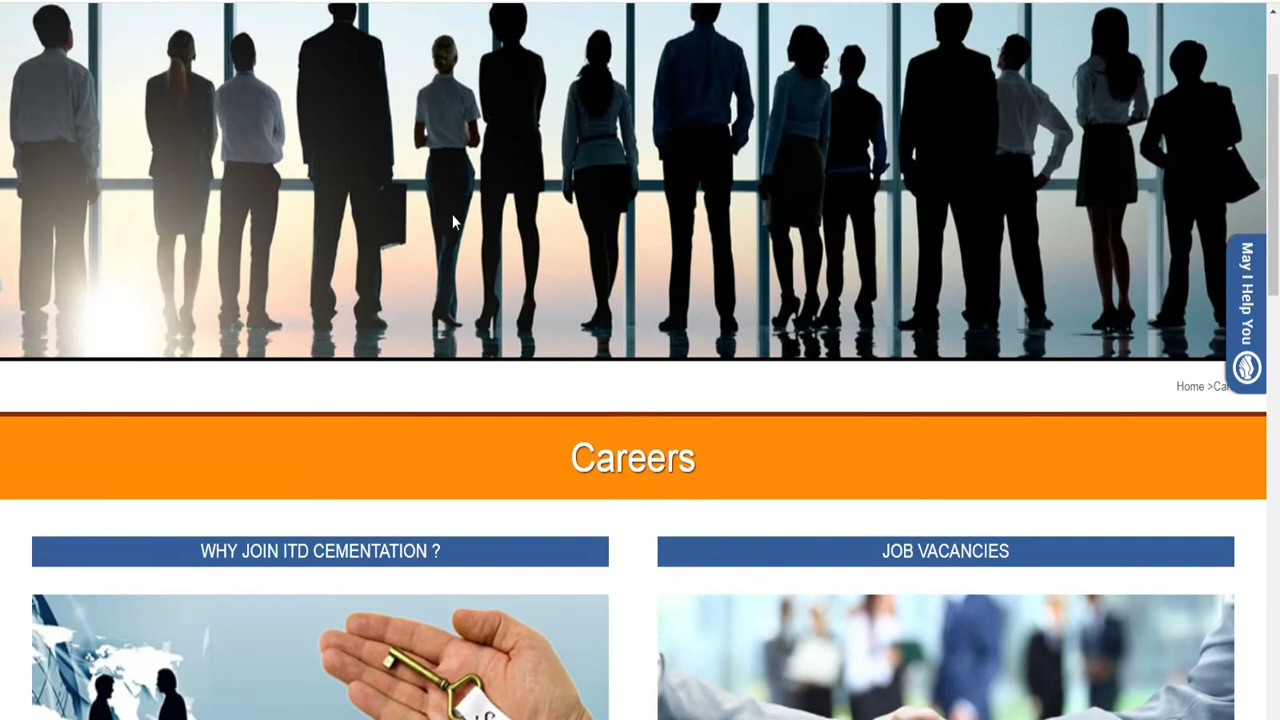 May I Help You
Home >
Careers
WHY JOIN ITD CEMENTATION ?
JOB VACANCIES